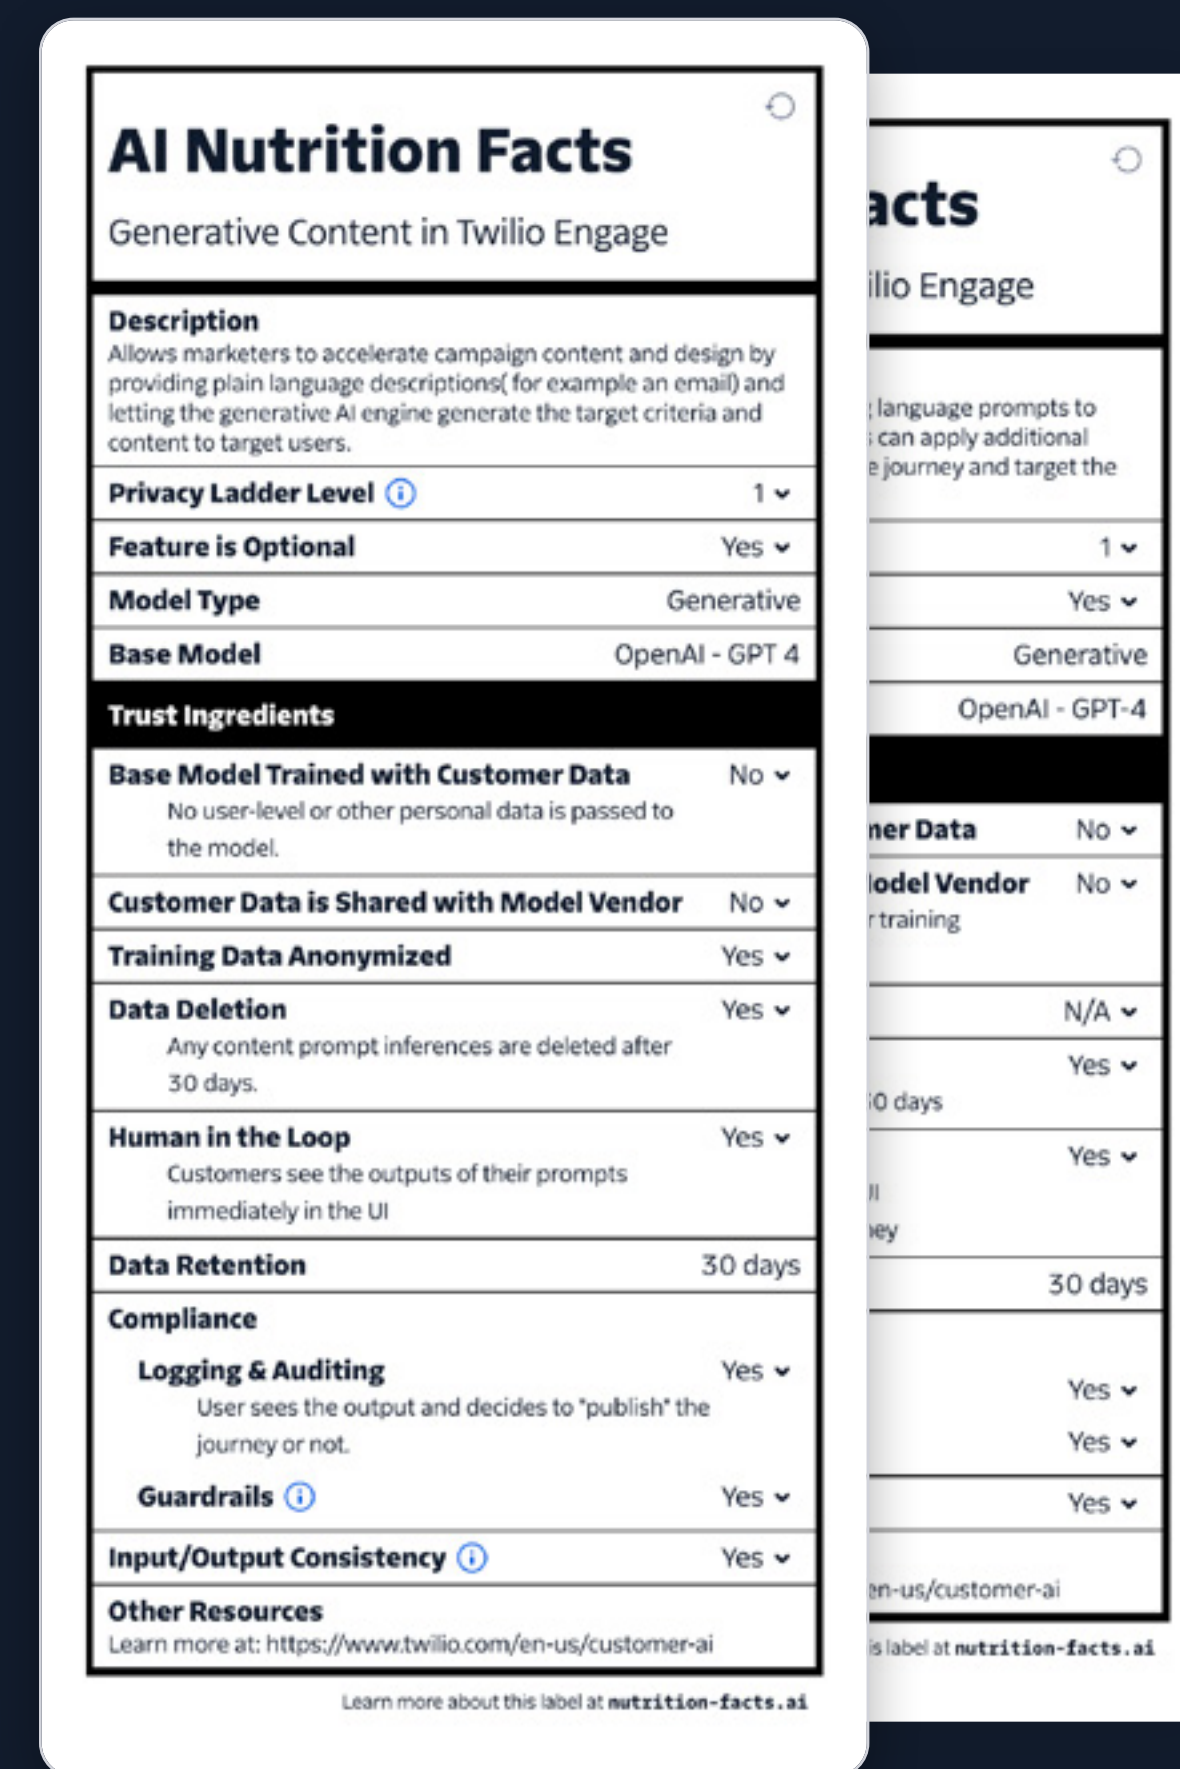 AI Nutrition Facts
Generative Content in Twilio Engage
Description
Allows marketers to accelerate campaign content and design by
providing plain language descriptions( for example an email) and
letting the generative AI engine generate the target criteria and
content to target users.
Privacy Ladder Level 1
Feature is Optional Yes
Model Type Generative
Base Model OpenAI - GPT 4
Trust Ingredients
Base Model Trained with Customer Data No
No user-level or other personal data is passed to
the model.
Customer Data is Shared with Model Vendor No
Training Data Anonymized Yes
Data Deletion Yes
Any content prompt inferences are deleted after
30 days.
Human in the Loop Yes
Customers see the outputs of their prompts
immediately in the UI
Data Retention 30 days
Compliance
Logging & Auditing Yes
User sees the output and decides to "publish" the
journey or not.
Guardrails Yes
Input/Output Consistency Yes
Other Resources
Learn more at: https://www.twilio.com/en-us/customer-ai
Learn more about this label at nutrition-facts.ai
acts
ilio Engage
language prompts to
can apply additional
e journey and target the
1
Yes
Generative
OpenAI - GPT-4
ner Data No
lodel Vendor No
r training
N/A
Yes
30 days
Yes
UI
ney
30 days
Yes
Yes
Yes
en-us/customer-ai
is label at nutrition-facts.ai